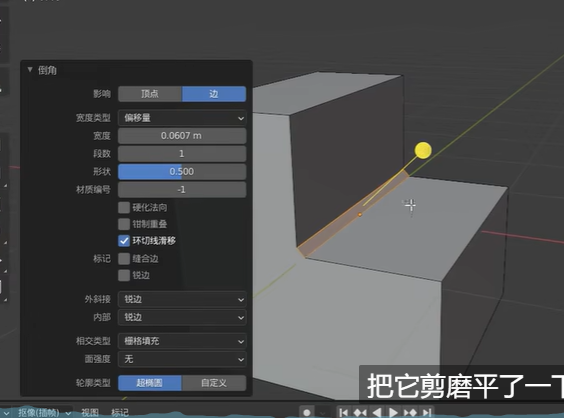 倒角
影响 顶点 边
宽度类型 偏移量
宽度 0.0607 m
段数 1
形状 0.500
材质编号 -1
硬化法向
钳制重叠
环切线滑移
标记 缝合边
锐边
外斜接 锐边
内部 锐边
相交类型 栅格填充
面强度 无
轮廓类型 超椭圆 自定义
把它剪磨平了一下
抠像(插帧) 视图 标记